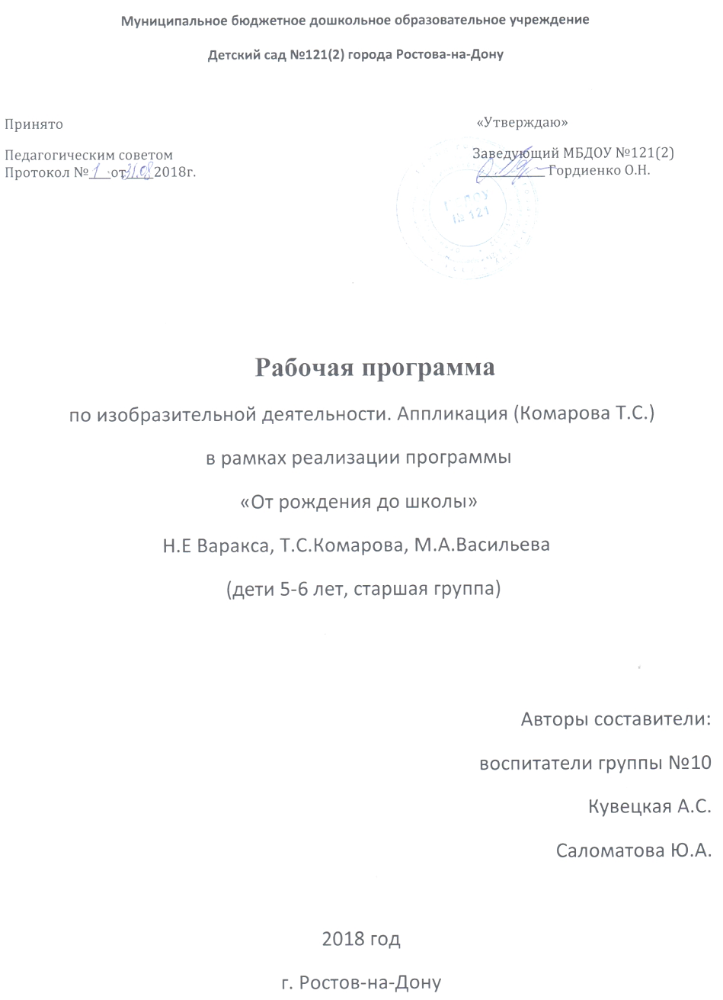 Муниципальное бюджетное дошкольное образовательное учреждение
Детский сад №121(2) города Ростова-на-Дону
Принято
«Утверждаю»
Педагогическим советом
Заведующий МБДОУ №121(2)
Протокол № 1 от 31.08 2018г.
Гордиенко О.Н.
№ 121
Рабочая программа
по изобразительной деятельности. Аппликация (Комарова Т.С.)
в рамках реализации программы
«От рождения до школы»
Н.Е Варакса, Т.С.Комарова, М.А.Васильева
(дети 5-6 лет, старшая группа)
Авторы составители:
воспитатели группы №10
Кувецкая А.С.
Саломатова Ю.А.
2018 год
г. Ростов-на-Дону